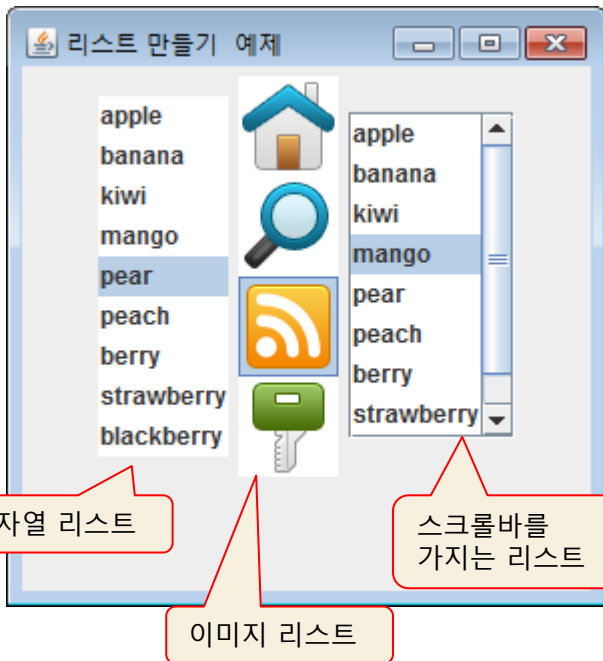 리스트 만들기 예제
apple
banana
kiwi
mango
pear
peach
berry
strawberry
blackberry
apple
banana
kiwi
mango
pear
peach
berry
strawberry
자열 리스트
이미지 리스트
스크롤바를
가지는 리스트